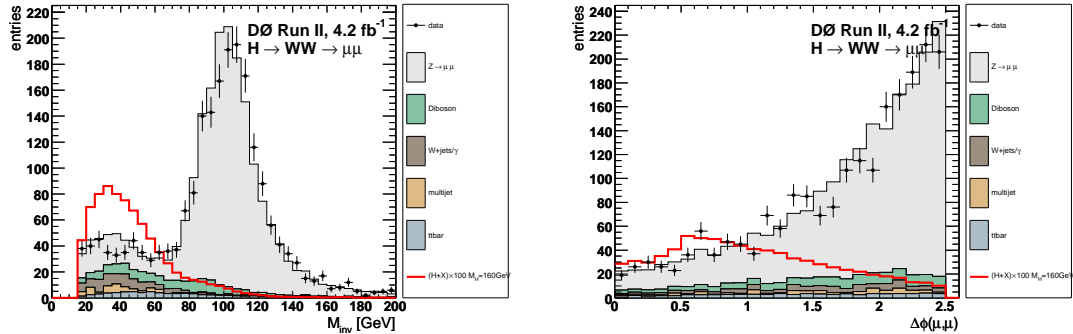 entries
220
200
180
160
140
120
100
80
60
40
20
0
DØ Run II, 4.2 fb⁻¹
H → WW → μμ
0 20 40 60 80 100 120 140 160 180 200
M_inv [GeV]
data
Z→μ μ
Diboson
W+jets/γ
multijet
ttbar
(H+X)×100 M_H=160GeV
entries
240
220
200
180
160
140
120
100
80
60
40
20
0
DØ Run II, 4.2 fb⁻¹
H → WW → μμ
0 0.5 1 1.5 2 2.5
Δϕ(μ,μ)
data
Z→μ μ
Diboson
W+jets/γ
multijet
ttbar
(H+X)×100 M_H=160GeV